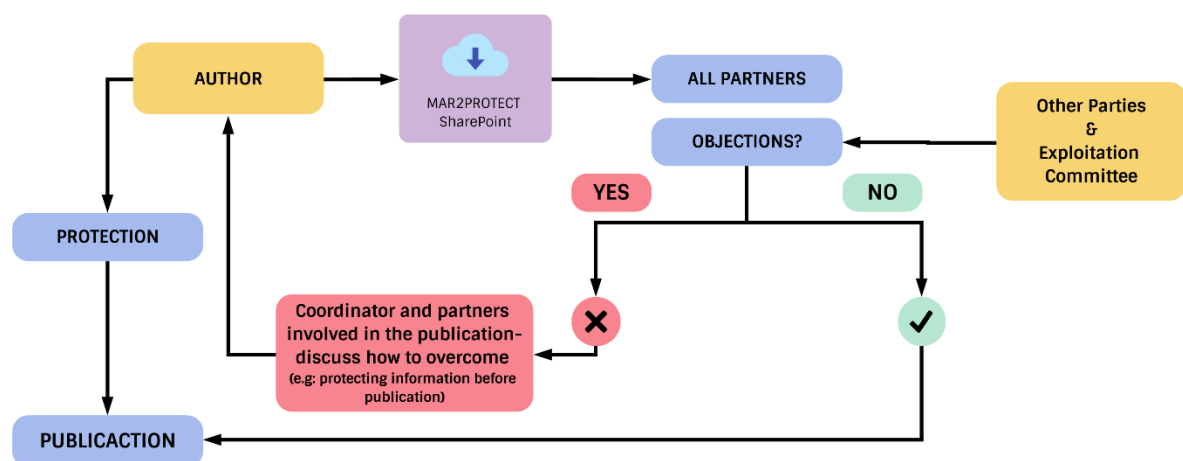 AUTHOR
MAR2PROTECT
SharePoint
ALL PARTNERS
OBJECTIONS?
Other Parties
&
Exploitation
Committee
YES
NO
PROTECTION
Coordinator and partners
involved in the publication-
discuss how to overcome
(e.g: protecting information before
publication)
PUBLICACTION